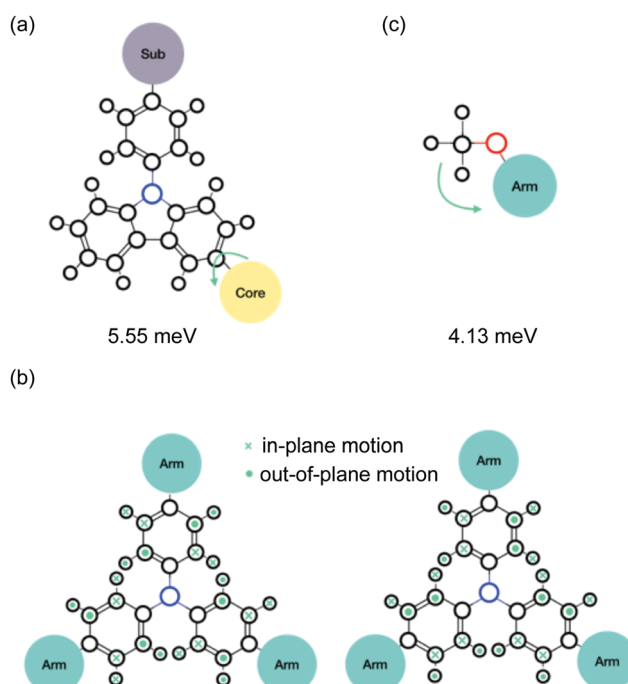 (a)
(c)
Sub
Arm
Core
5.55 meV
4.13 meV
(b)
× in-plane motion
• out-of-plane motion
Arm
Arm
Arm
Arm
Arm
Arm